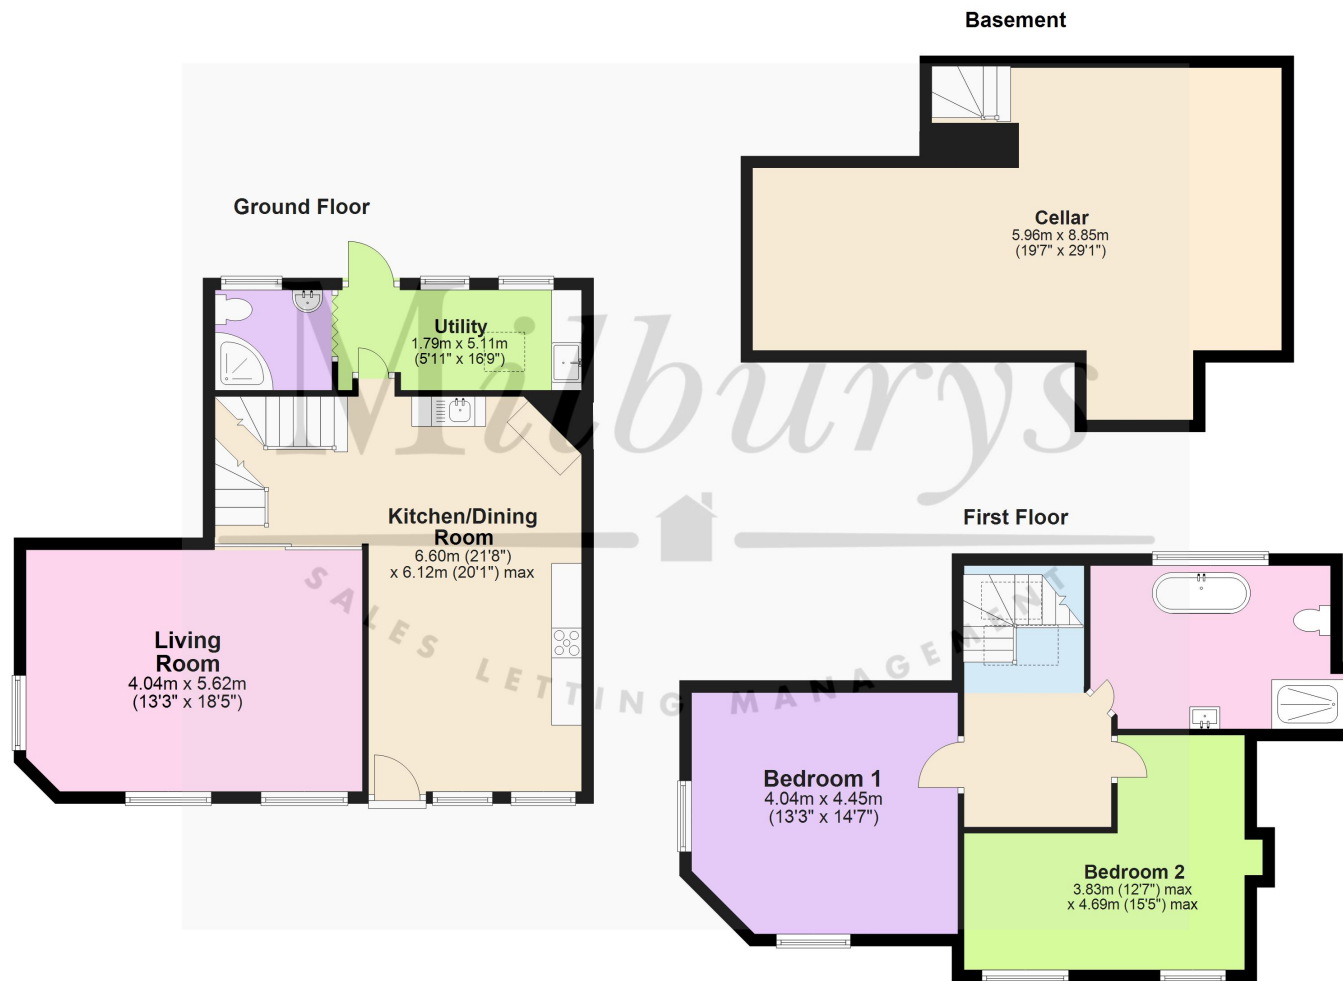 Basement
Cellar
5.96m x 8.85m
(19'7" x 29'1")
Ground Floor
Utility
1.79m x 5.11m
(5'11" x 16'9")
Kitchen/Dining
Room
6.60m (21'8")
x 6.12m (20'1") max
Living
Room
4.04m x 5.62m
(13'3" x 18'5")
Milburys
SALES LETTING MANAGEMENT
First Floor
Bedroom 1
4.04m x 4.45m
(13'3" x 14'7")
Bedroom 2
3.83m (12'7") max
x 4.69m (15'5") max